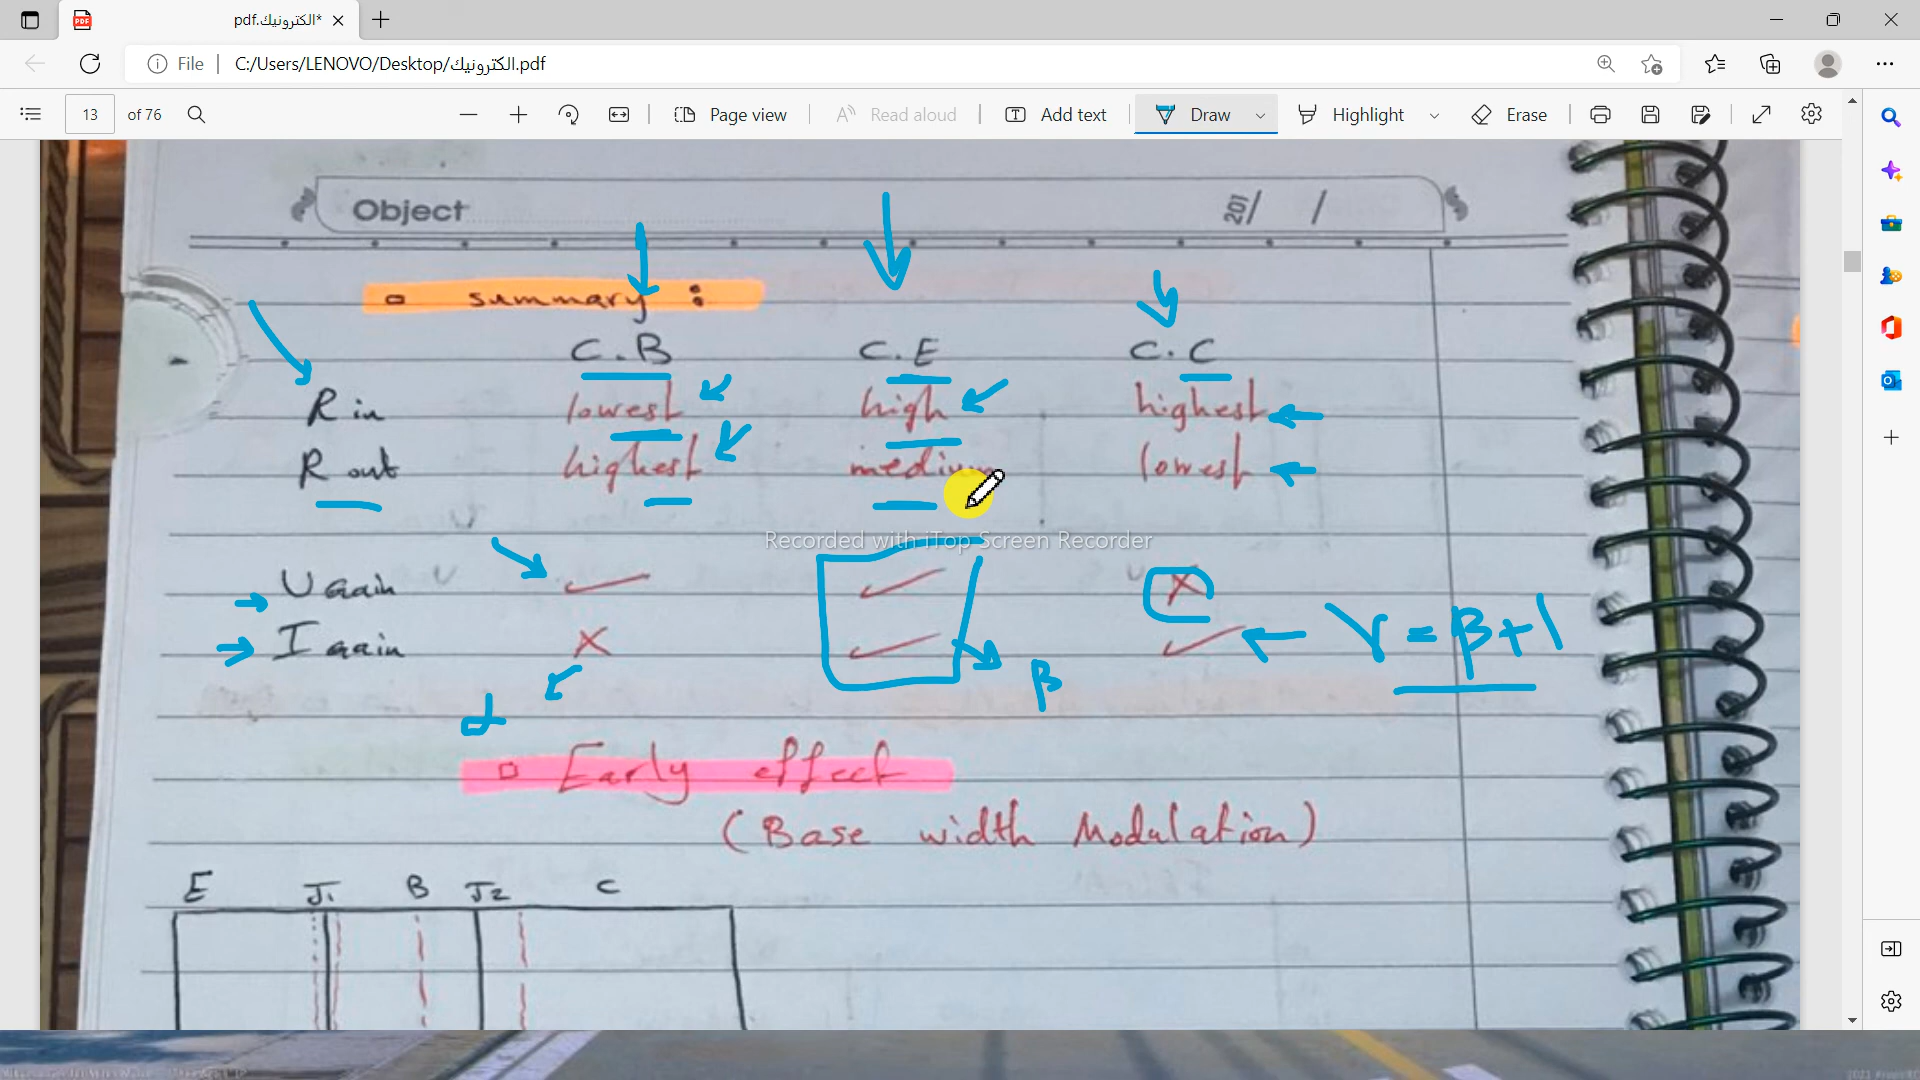 الكترونيك.pdf*
File C:/Users/LENOVO/Desktop/الكترونيك.pdf
13 of 76 Page view Read aloud Add text Draw Highlight Erase
Object 201/ /
summary :
C.B C.E C.C
R in lowest high highest
R out highest medium lowest
Recorded with iTop Screen Recorder
V Gain ✓ ✓ X
I Gain X ✓ ✓ γ = β+1
α β
Early effect
(Base width Modulation)
E J1 B J2 C